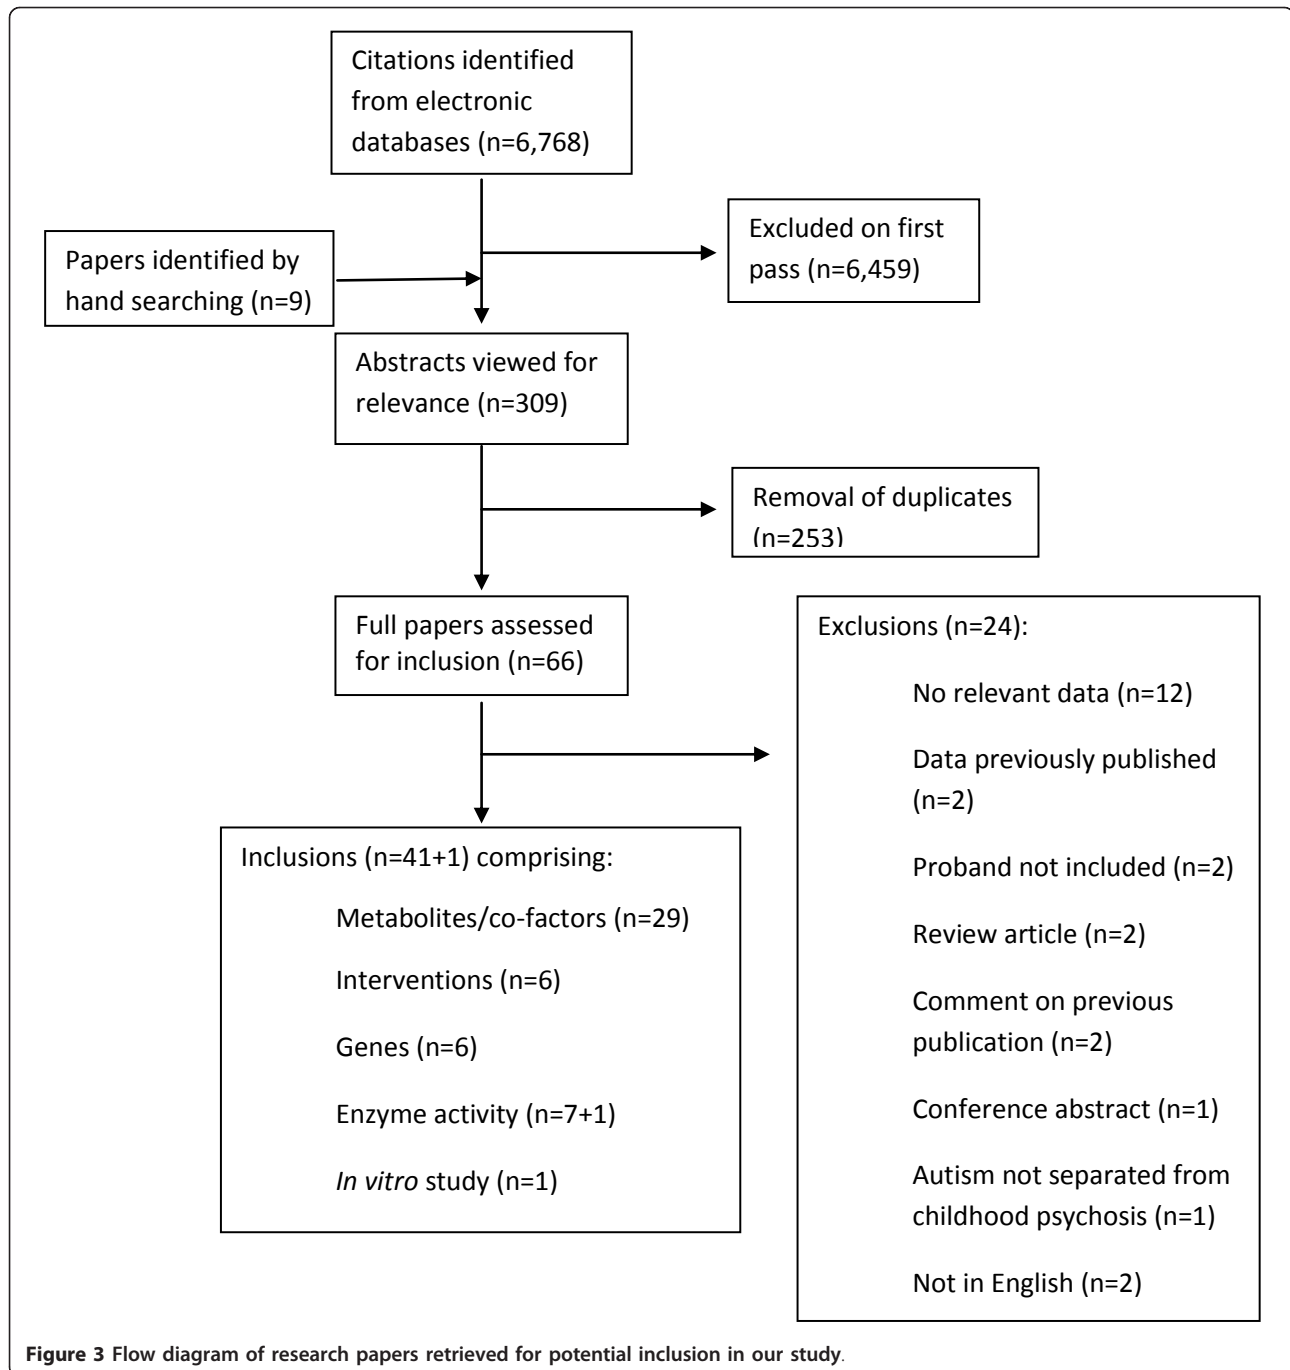 Citations identified
from electronic
databases (n=6,768)
Excluded on first
pass (n=6,459)
Papers identified by
hand searching (n=9)
Abstracts viewed for
relevance (n=309)
Removal of duplicates
(n=253)
Full papers assessed
for inclusion (n=66)
Exclusions (n=24):
No relevant data (n=12)
Data previously published
(n=2)
Proband not included (n=2)
Review article (n=2)
Comment on previous
publication (n=2)
Conference abstract (n=1)
Autism not separated from
childhood psychosis (n=1)
Not in English (n=2)
Inclusions (n=41+1) comprising:
Metabolites/co-factors (n=29)
Interventions (n=6)
Genes (n=6)
Enzyme activity (n=7+1)
In vitro study (n=1)
Figure 3 Flow diagram of research papers retrieved for potential inclusion in our study.